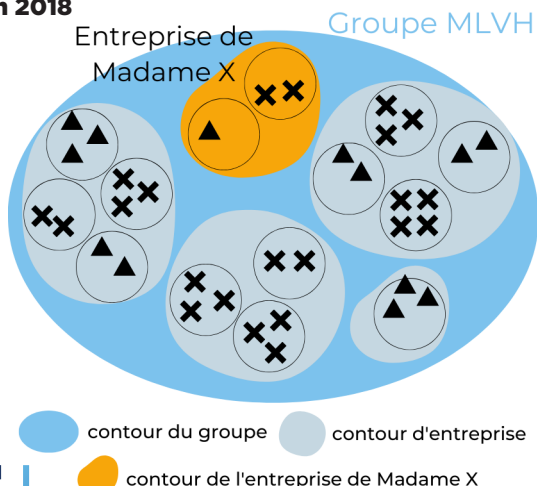 n 2018
Groupe MLVH
Entreprise de
Madame X
contour du groupe
contour d'entreprise
contour de l'entreprise de Madame X